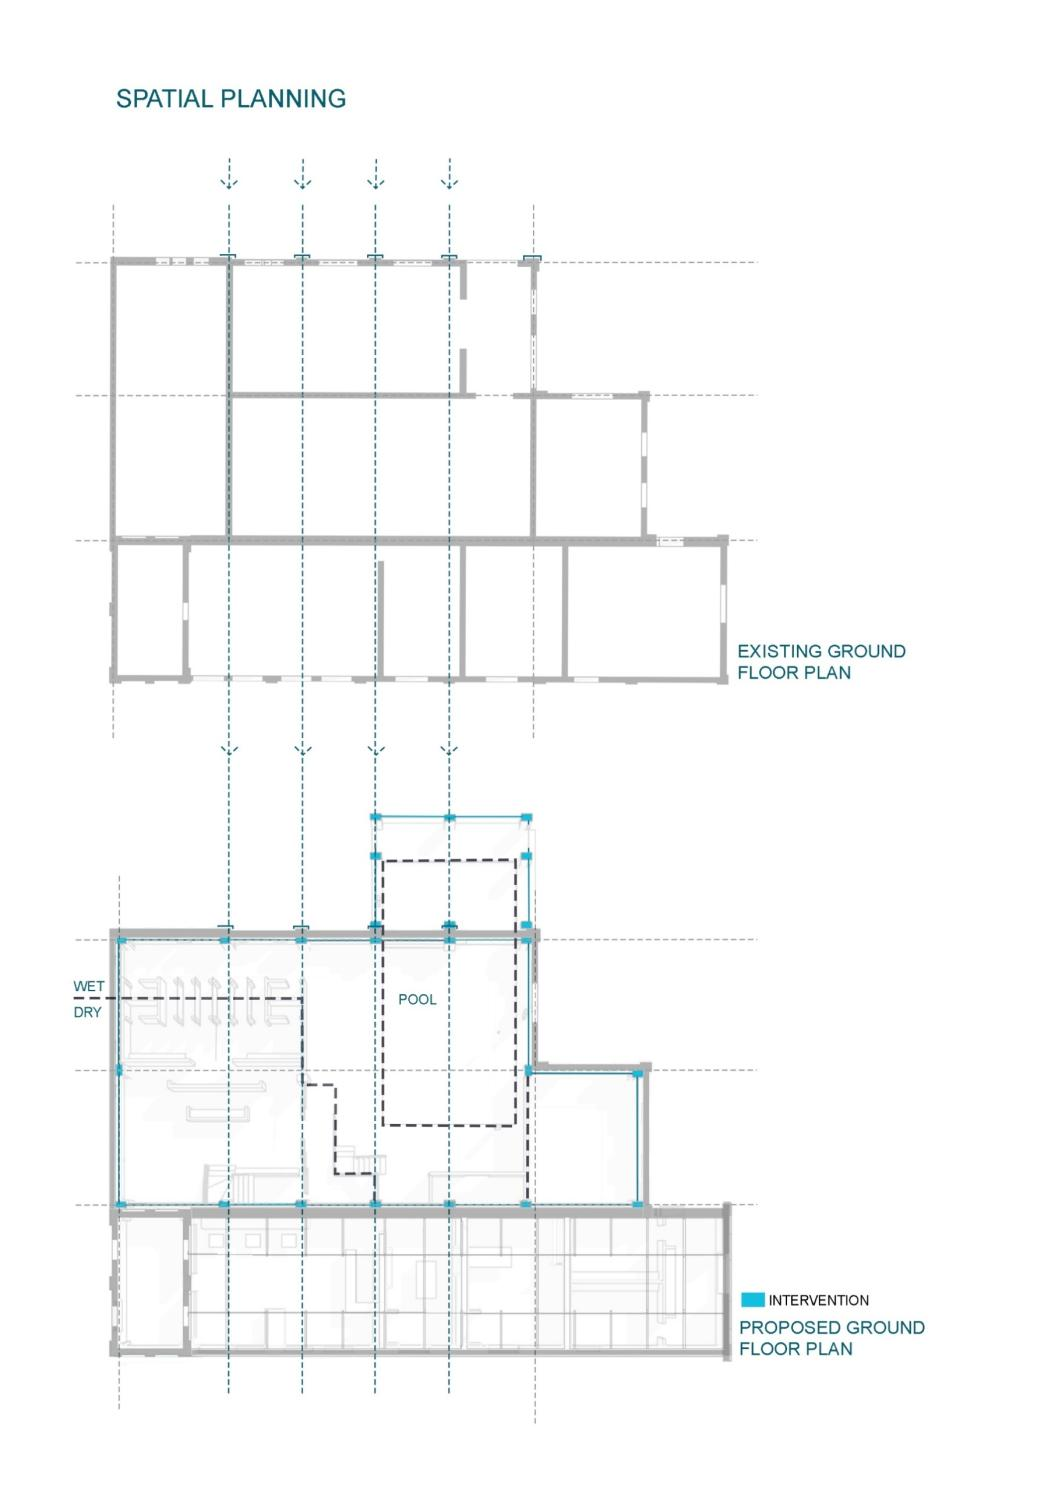 SPATIAL PLANNING
EXISTING GROUND
FLOOR PLAN
WET
DRY
POOL
INTERVENTION
PROPOSED GROUND
FLOOR PLAN